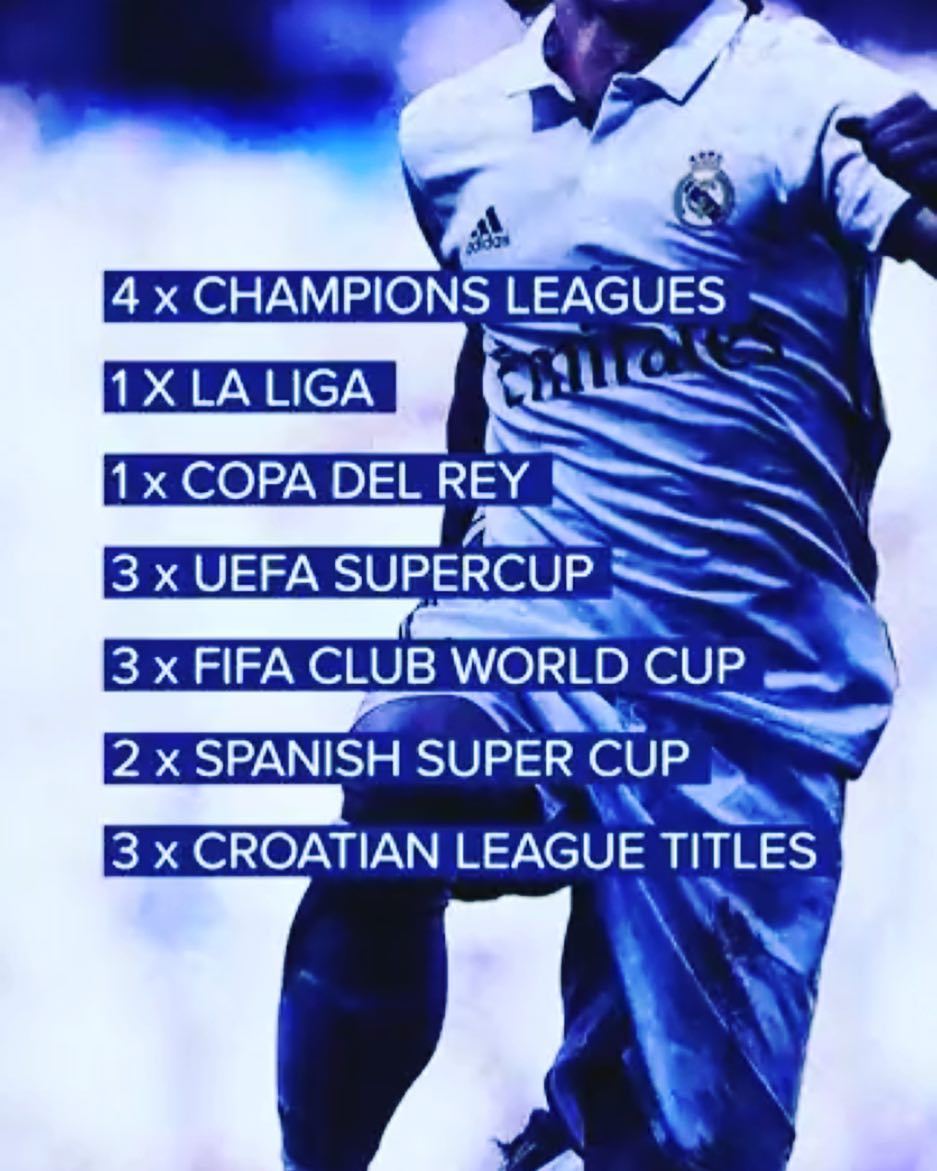 adidas
4 x CHAMPIONS LEAGUES
Emirates
1 X LA LIGA
1 x COPA DEL REY
3 x UEFA SUPERCUP
3 x FIFA CLUB WORLD CUP
2 x SPANISH SUPER CUP
3 x CROATIAN LEAGUE TITLES